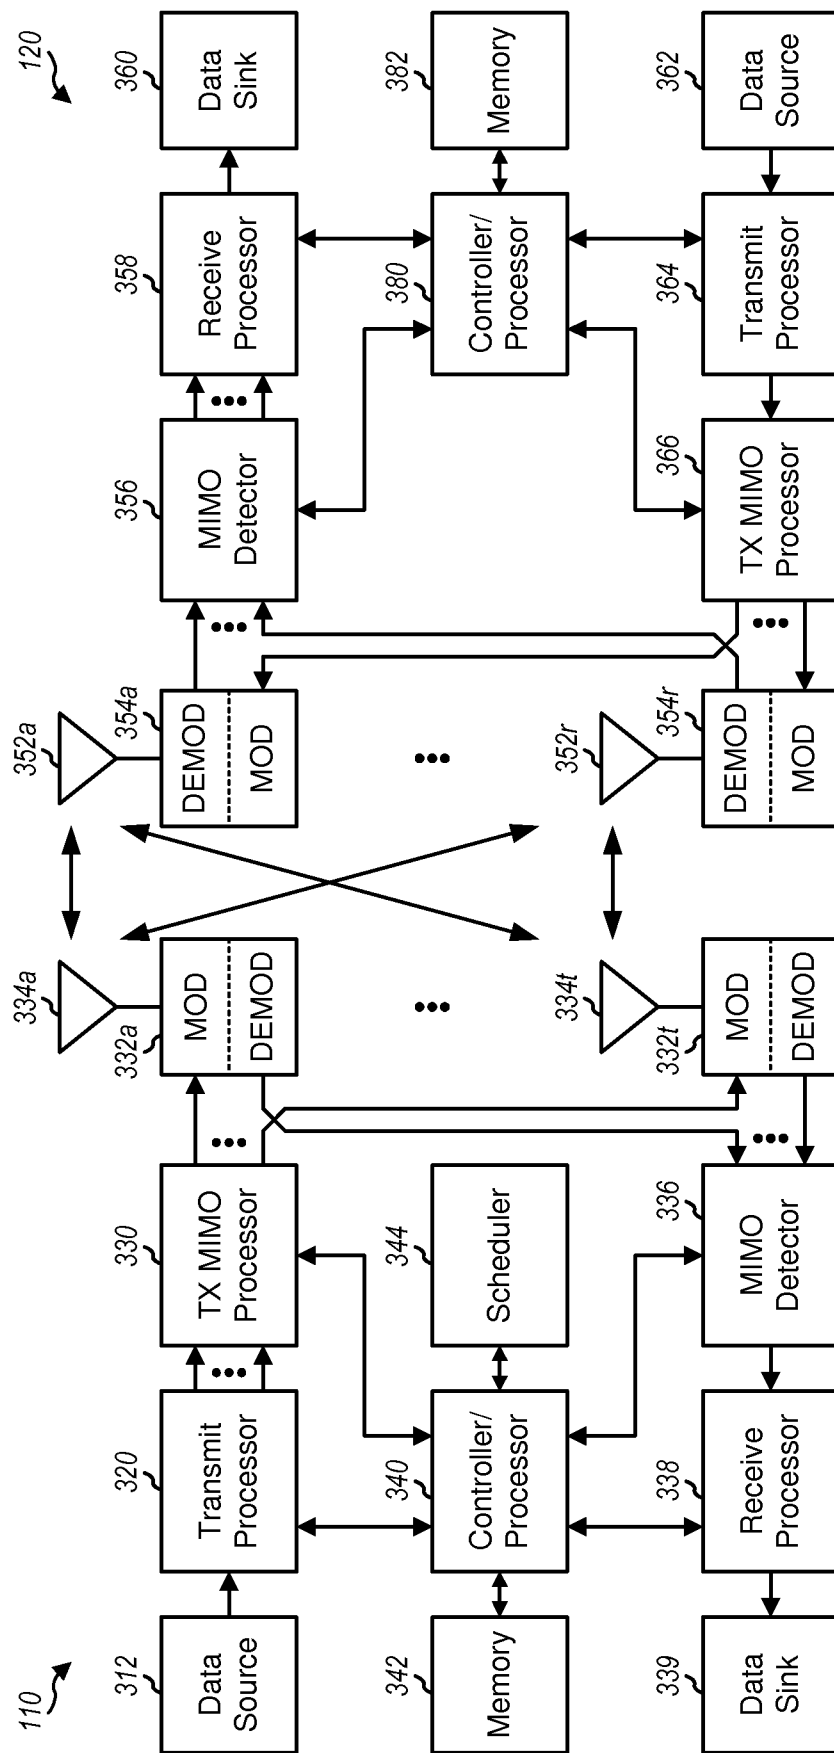 110
120
312
Data
Source
320
Transmit
Processor
330
TX MIMO
Processor
332a
MOD
DEMOD
334a
352a
354a
DEMOD
MOD
356
MIMO
Detector
358
Receive
Processor
360
Data
Sink
342
Memory
340
Controller/
Processor
344
Scheduler
380
Controller/
Processor
382
Memory
339
Data
Sink
338
Receive
Processor
336
MIMO
Detector
332t
MOD
DEMOD
334t
352r
354r
DEMOD
MOD
366
TX MIMO
Processor
364
Transmit
Processor
362
Data
Source